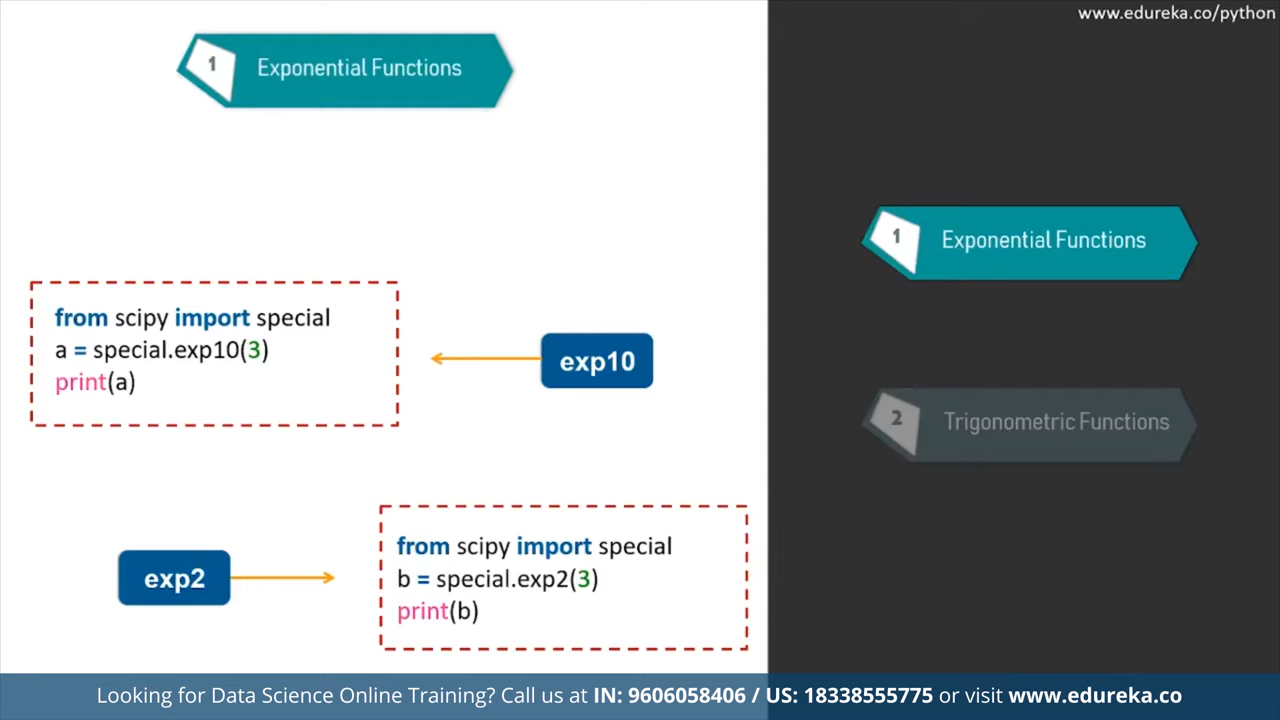 www.edureka.co/python
1 Exponential Functions
from scipy import special
a = special.exp10(3)
print(a)
exp10
exp2
from scipy import special
b = special.exp2(3)
print(b)
1 Exponential Functions
2 Trigonometric Functions
Looking for Data Science Online Training? Call us at IN: 9606058406 / US: 18338555775 or visit www.edureka.co